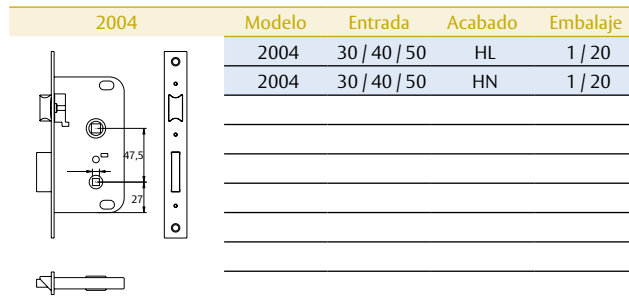 2004 Modelo Entrada Acabado Embalaje
2004 30 / 40 / 50 HL 1 / 20
2004 30 / 40 / 50 HN 1 / 20
47,5
27